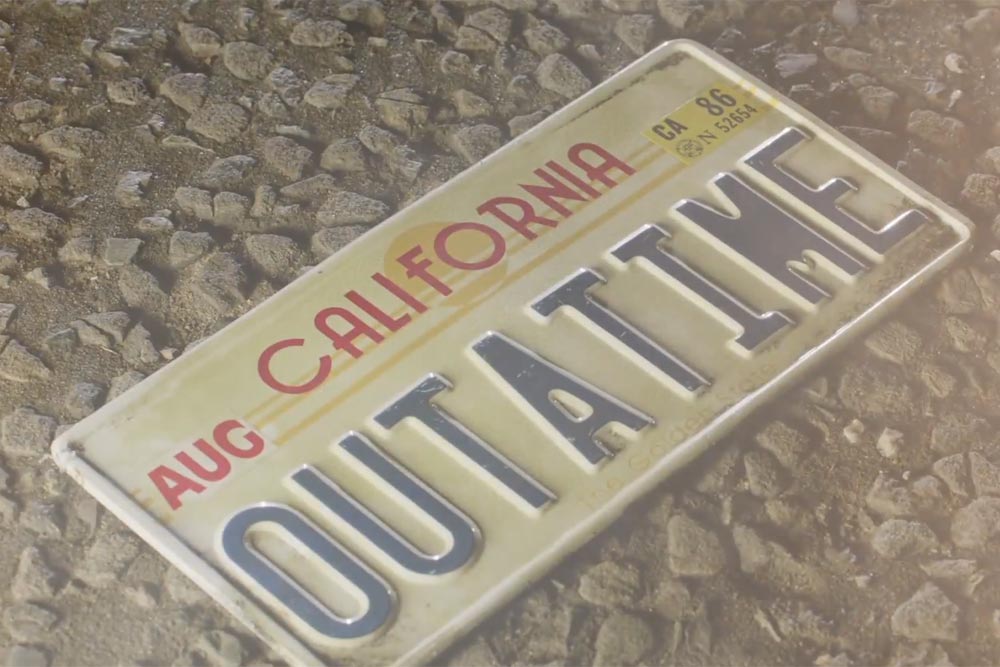 CA 86
N 52654
CALIFORNIA
AUG
OUTATIME
The Golden State